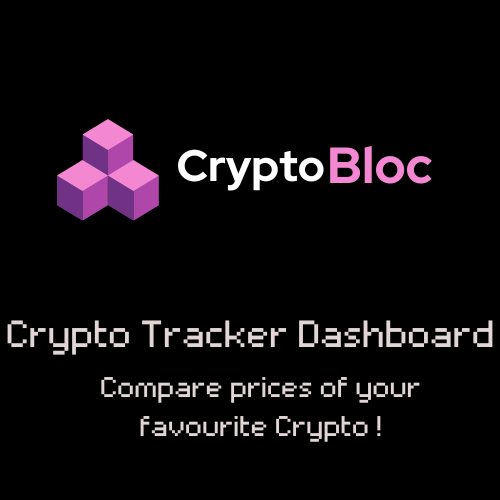 CryptoBloc
Crypto Tracker Dashboard
Compare prices of your
favourite Crypto !